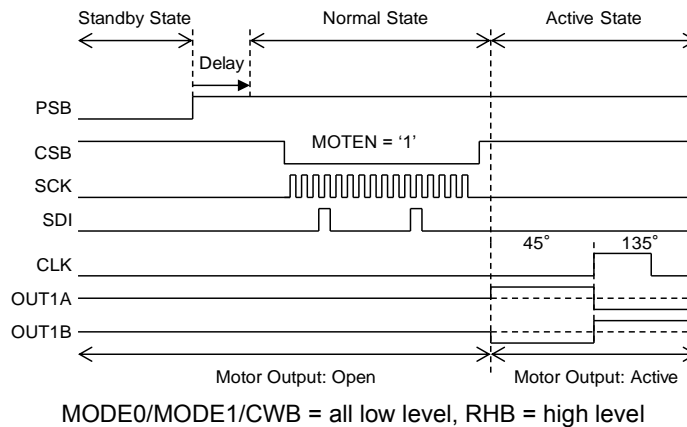 Standby State Normal State Active State
Delay
PSB
CSB MOTEN = ‘1’
SCK
SDI
45° 135°
CLK
OUT1A
OUT1B
Motor Output: Open Motor Output: Active
MODE0/MODE1/CWB = all low level, RHB = high level